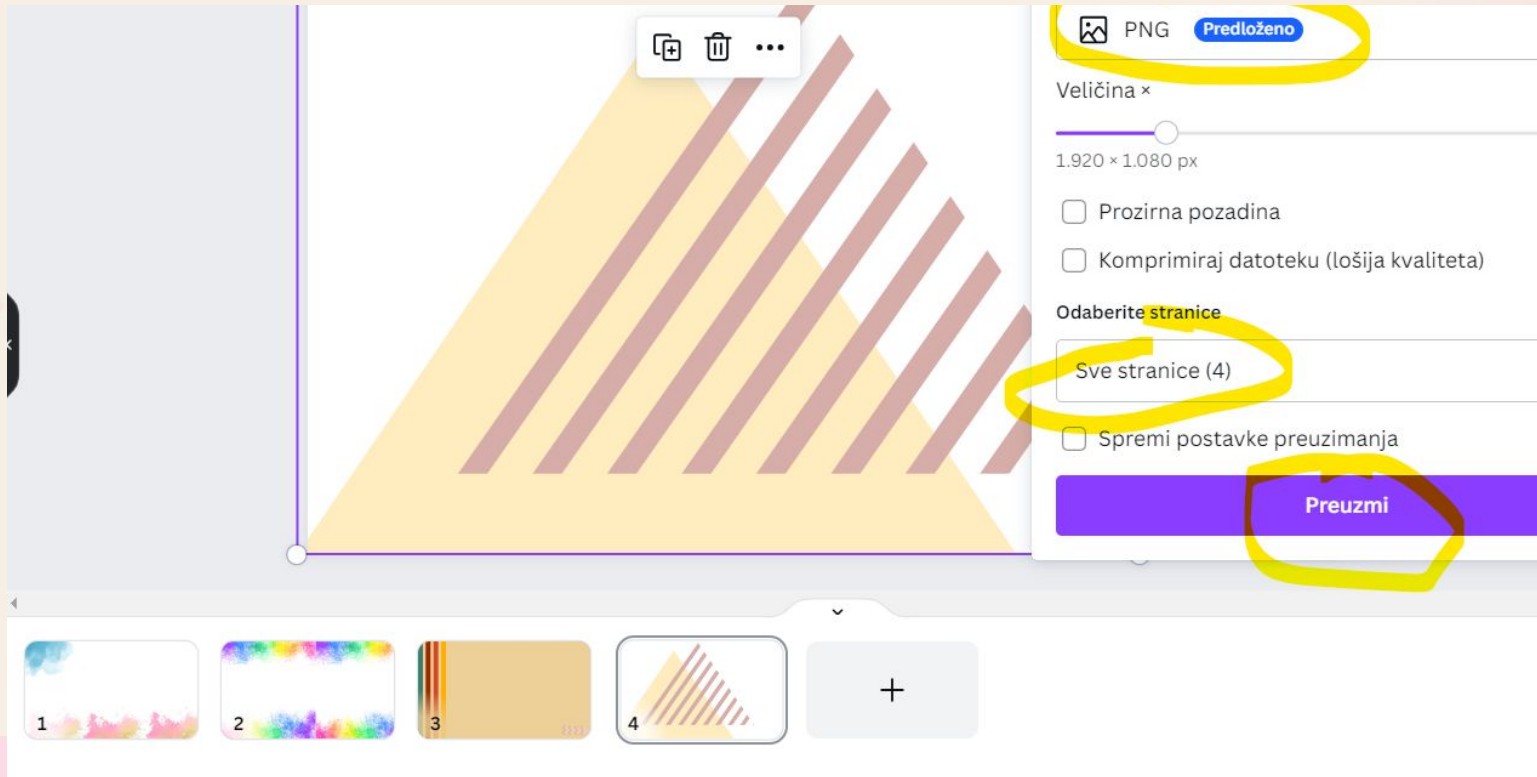 PNG Predloženo
Veličina ×
1.920 × 1.080 px
Prozirna pozadina
Komprimiraj datoteku (lošija kvaliteta)
Odaberite stranice
Sve stranice (4)
Spremi postavke preuzimanja
Preuzmi
1 2 3 4